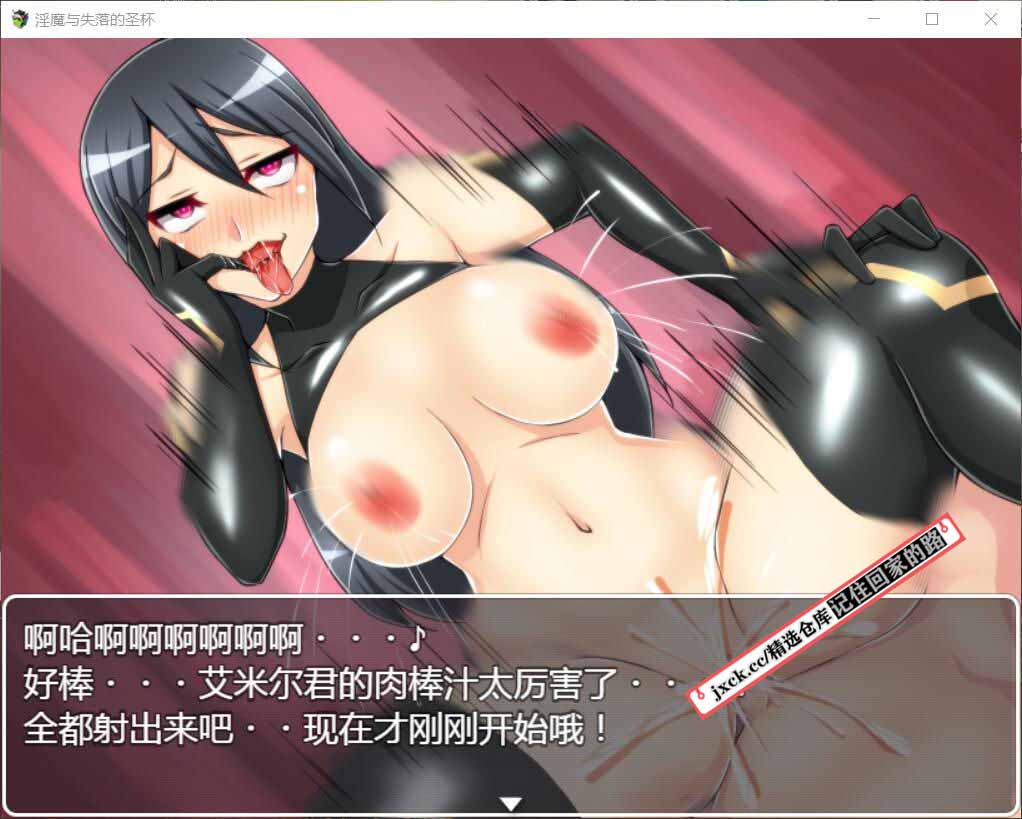 淫魔与失落的圣杯
啊哈啊啊啊啊啊啊・・・♪
好棒・・・艾米尔君的肉棒汁太厉害了・・
全都射出来吧・・现在才刚刚开始哦！
jxck.cc/精选仓库记住回家的路